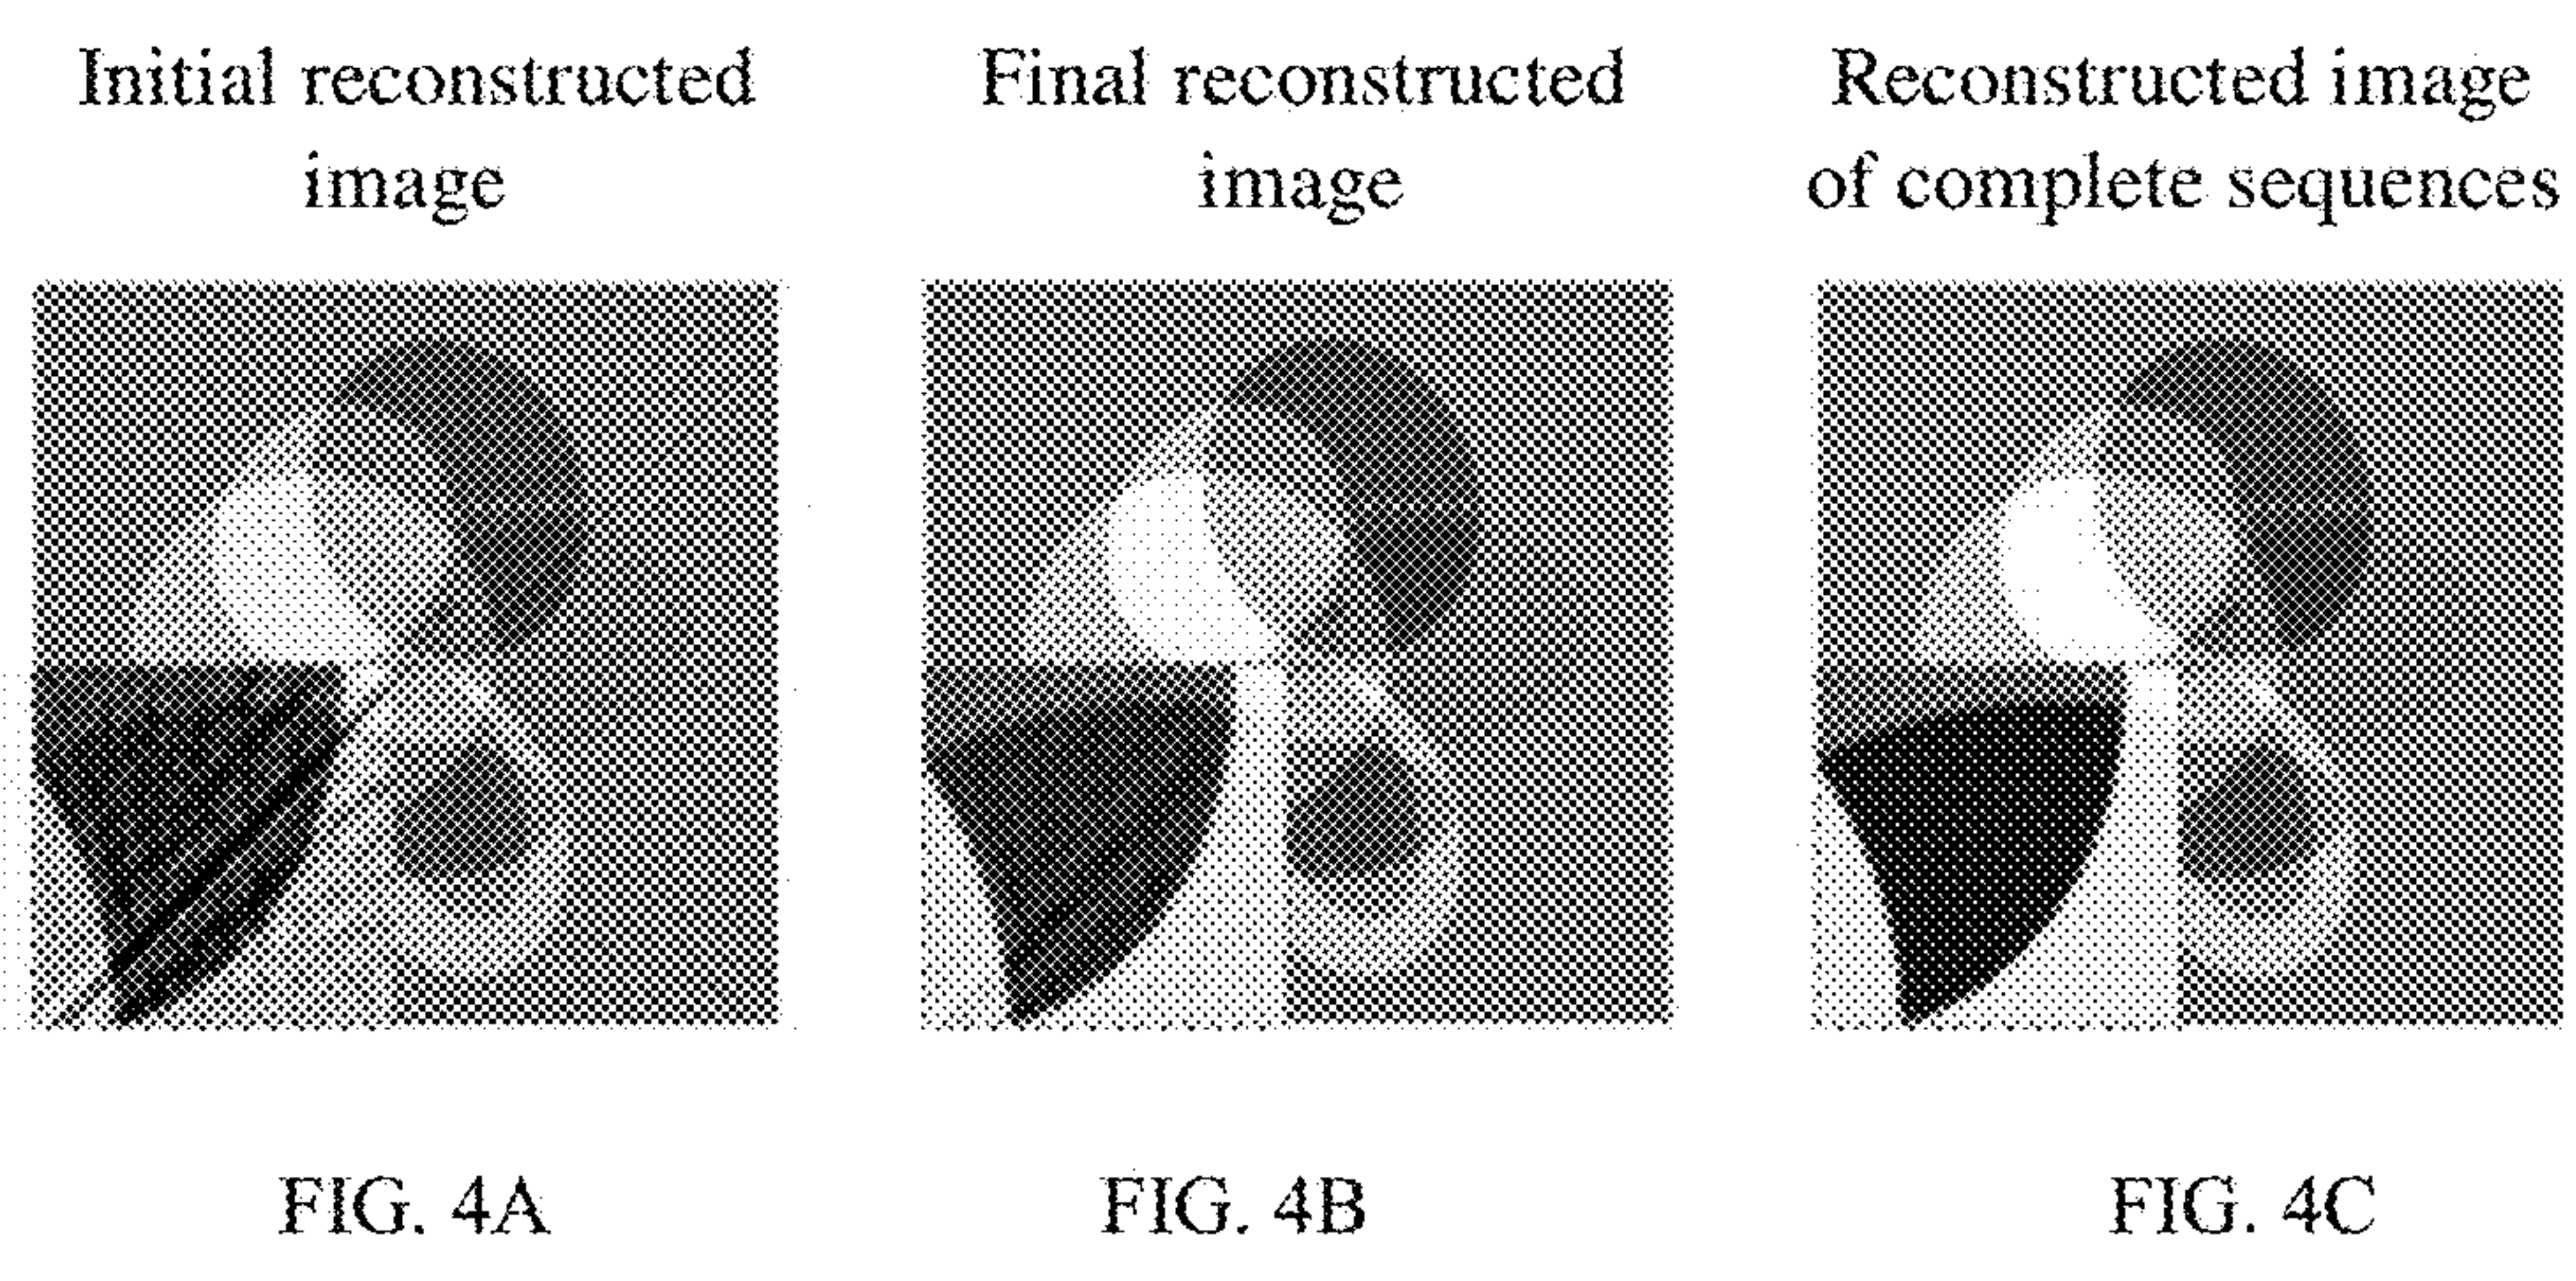 Initial reconstructed
image
Final reconstructed
image
Reconstructed image
of complete sequences
FIG. 4A
FIG. 4B
FIG. 4C